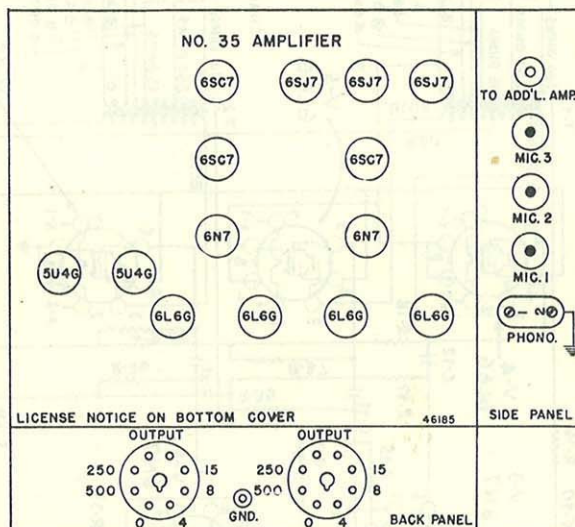 NO. 35 AMPLIFIER
6SC7 6SJ7 6SJ7 6SJ7
6SC7 6SC7
6N7 6N7
5U4G 5U4G
6L6G 6L6G 6L6G 6L6G
LICENSE NOTICE ON BOTTOM COVER 46185
TO ADD'L. AMP.
MIC. 3
MIC. 2
MIC. 1
1 2
PHONO.
SIDE PANEL
OUTPUT OUTPUT
250 15 250 15
500 8 500 8
0 4 0 4
GND.
BACK PANEL